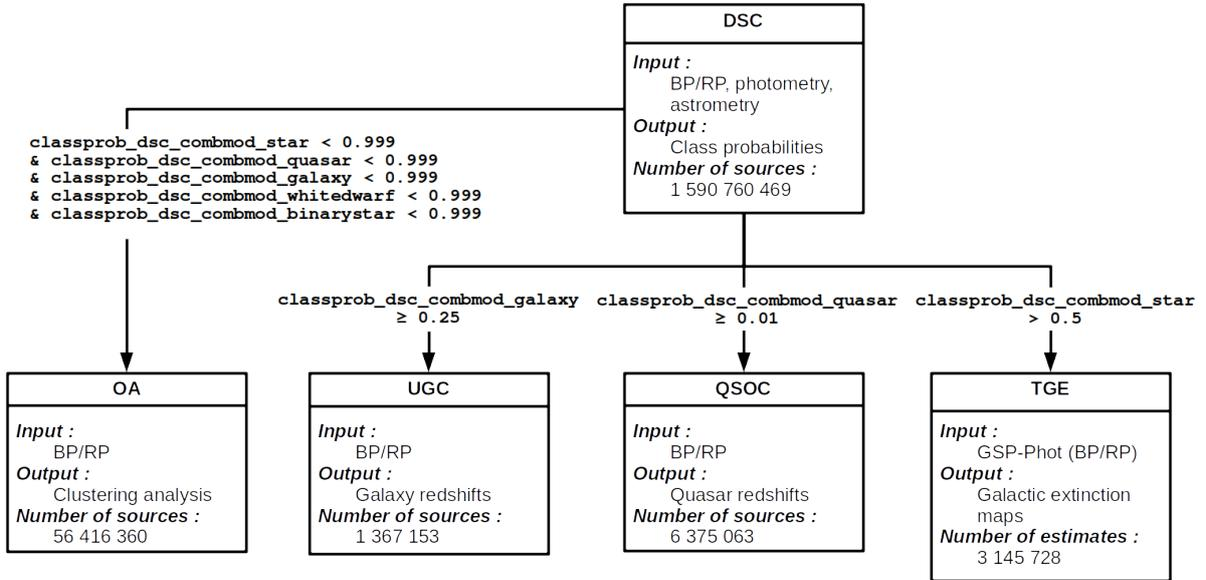 DSC
Input :
BP/RP, photometry,
astrometry
Output :
Class probabilities
Number of sources :
1 590 760 469
classprob_dsc_combmod_star < 0.999
& classprob_dsc_combmod_quasar < 0.999
& classprob_dsc_combmod_galaxy < 0.999
& classprob_dsc_combmod_whitedwarf < 0.999
& classprob_dsc_combmod_binarystar < 0.999
classprob_dsc_combmod_galaxy
≥ 0.25
classprob_dsc_combmod_quasar
≥ 0.01
classprob_dsc_combmod_star
> 0.5
OA
Input :
BP/RP
Output :
Clustering analysis
Number of sources :
56 416 360
UGC
Input :
BP/RP
Output :
Galaxy redshifts
Number of sources :
1 367 153
QSOC
Input :
BP/RP
Output :
Quasar redshifts
Number of sources :
6 375 063
TGE
Input :
GSP-Phot (BP/RP)
Output :
Galactic extinction
maps
Number of estimates :
3 145 728